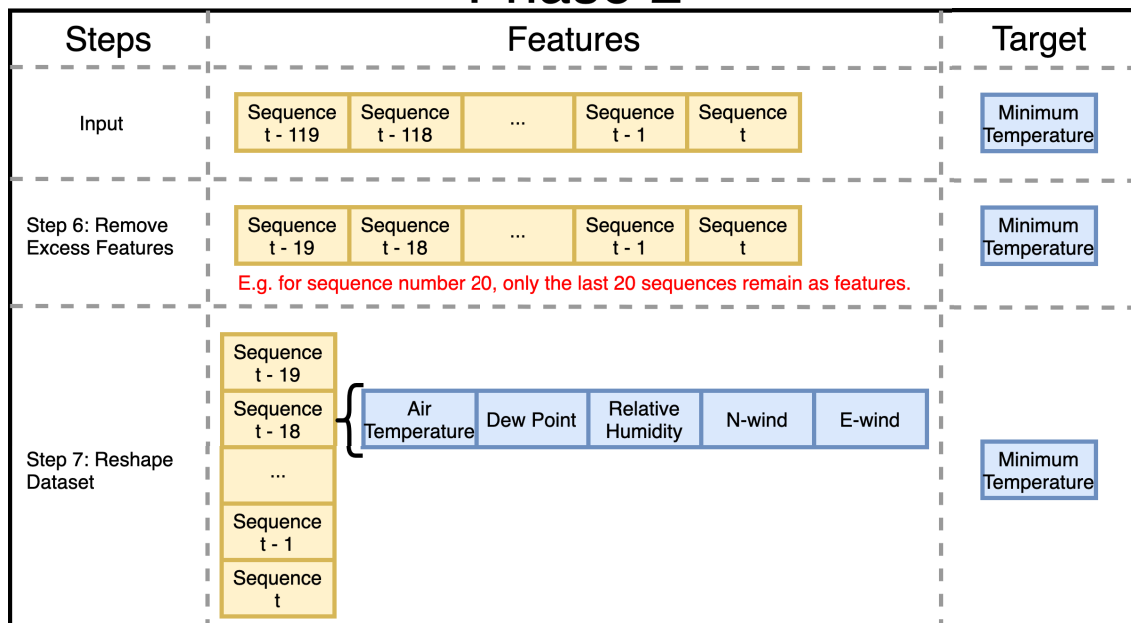 Steps
Features
Target
Input
Sequence
t - 119
Sequence
t - 118
...
Sequence
t - 1
Sequence
t
Minimum
Temperature
Step 6: Remove
Excess Features
Sequence
t - 19
Sequence
t - 18
...
Sequence
t - 1
Sequence
t
Minimum
Temperature
E.g. for sequence number 20, only the last 20 sequences remain as features.
Step 7: Reshape
Dataset
Sequence
t - 19
Sequence
t - 18
...
Sequence
t - 1
Sequence
t
Air
Temperature
Dew Point
Relative
Humidity
N-wind
E-wind
Minimum
Temperature